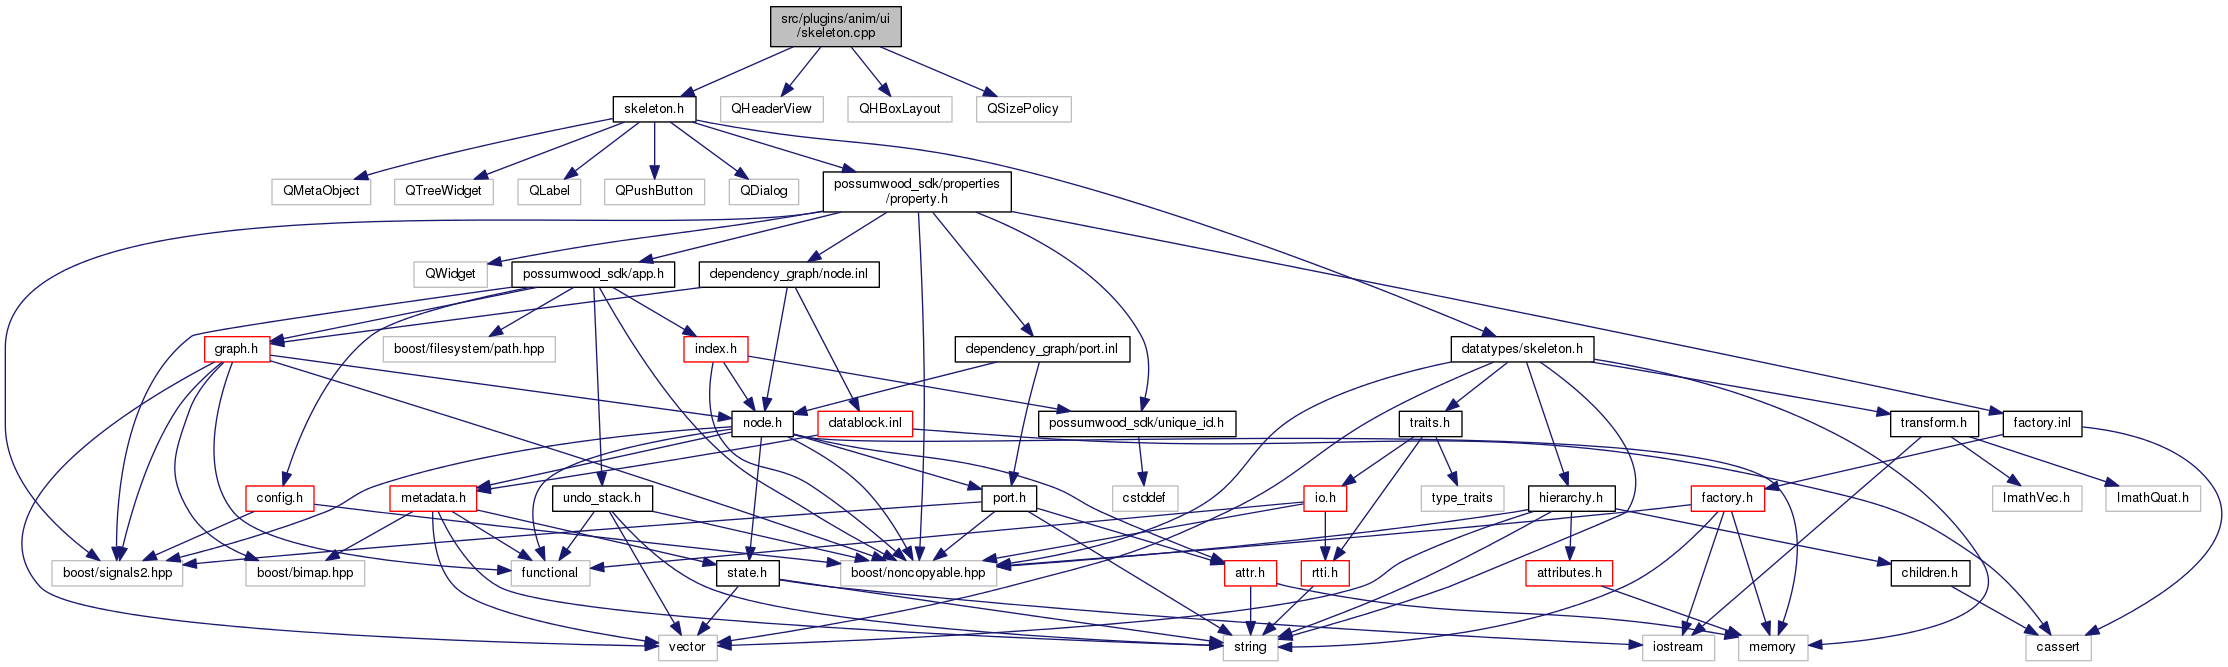 src/plugins/anim/ui
/skeleton.cpp
skeleton.h
QHeaderView
QHBoxLayout
QSizePolicy
QMetaObject
QTreeWidget
QLabel
QPushButton
QDialog
possumwood_sdk/properties
/property.h
QWidget
possumwood_sdk/app.h
dependency_graph/node.inl
graph.h
boost/filesystem/path.hpp
index.h
dependency_graph/port.inl
datatypes/skeleton.h
node.h
datablock.inl
possumwood_sdk/unique_id.h
traits.h
transform.h
factory.inl
config.h
metadata.h
undo_stack.h
port.h
cstddef
io.h
type_traits
hierarchy.h
factory.h
ImathVec.h
ImathQuat.h
boost/signals2.hpp
boost/bimap.hpp
functional
state.h
boost/noncopyable.hpp
attr.h
rtti.h
attributes.h
children.h
vector
string
iostream
memory
cassert